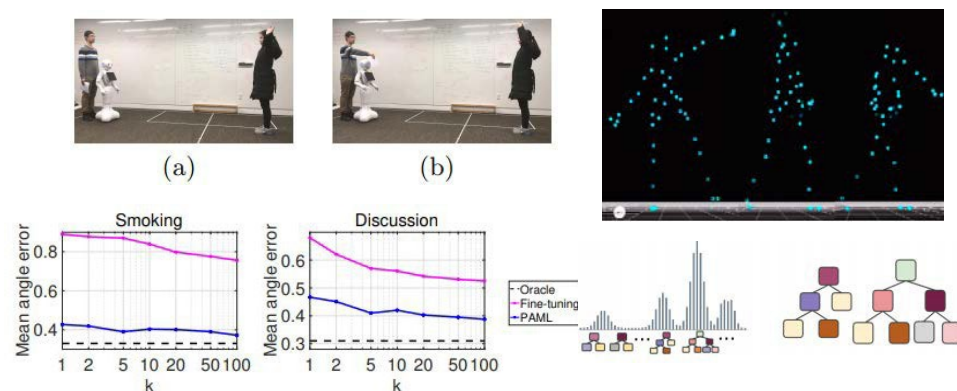 (a)
(b)
Smoking
Mean angle error
0.8
0.6
0.4
1 2 5 10 20 50 100
k
Discussion
Mean angle error
0.6
0.5
0.4
0.3
1 2 5 10 20 50 100
k
Oracle
Fine-tuning
PAML